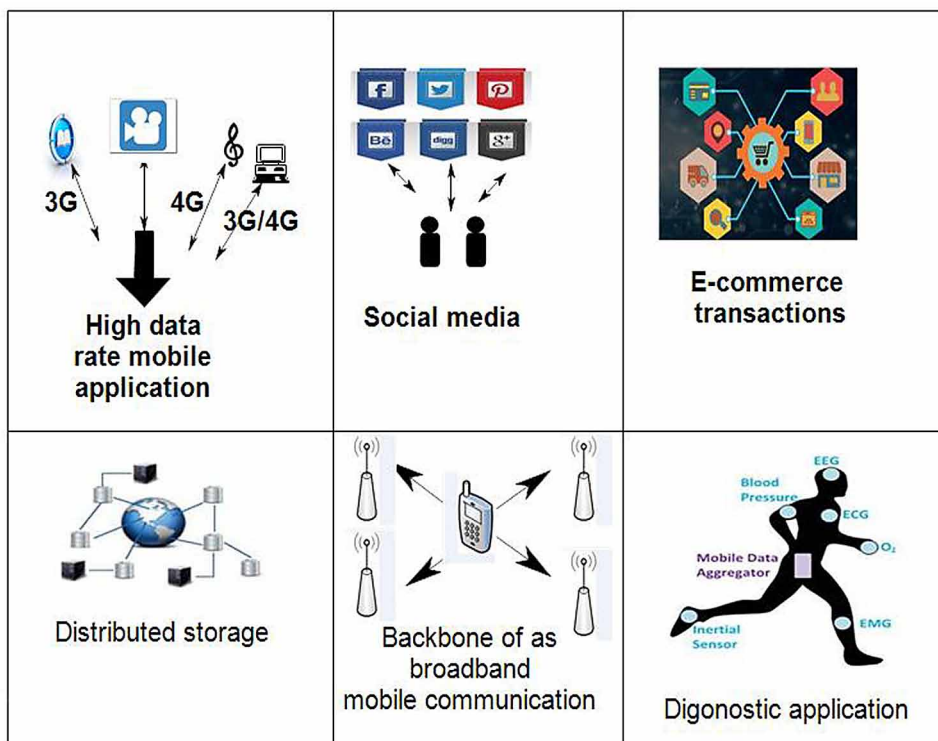 3G
4G
3G/4G
High data
rate mobile
application
f
P
Bē
digg
g+
Social media
E-commerce
transactions
Distributed storage
Backbone of as
broadband
mobile communication
EEG
Blood
Pressure
ECG
O₂
Mobile Data
Aggregator
Inertial
Sensor
EMG
Digonostic application